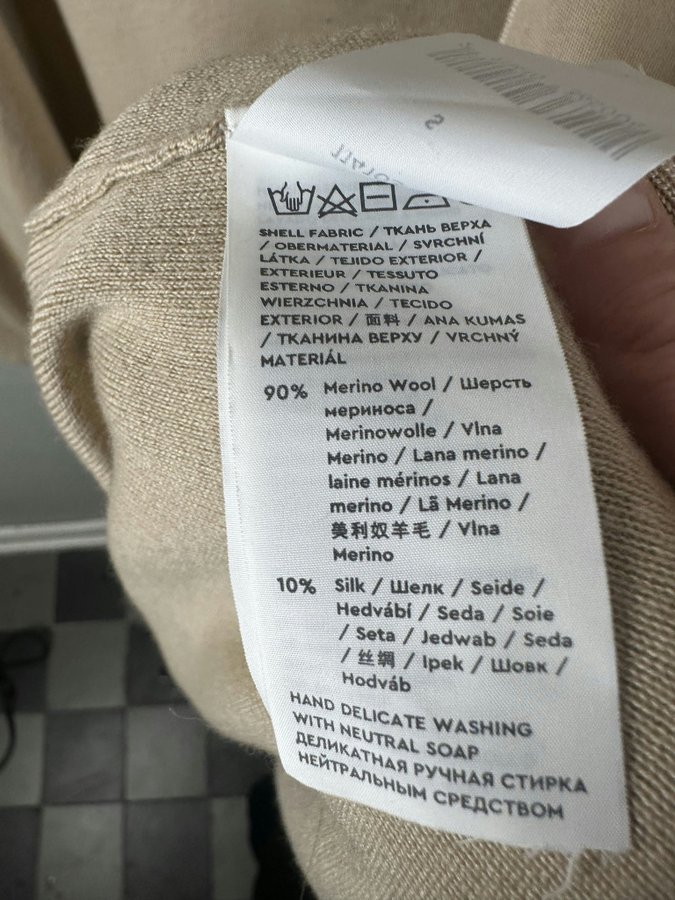 S
SHELL FABRIC / ТКАНЬ ВЕРХА
/ OBERMATERIAL / SVRCHNÍ
LÁTKA / TEJIDO EXTERIOR /
EXTERIEUR / TESSUTO
ESTERNO / TKANINA
WIERZCHNIA / TECIDO
EXTERIOR / 面料 / ANA KUMAS
/ ТКАНИНА ВЕРХУ / VRCHNÝ
MATERIÁL
90% Merino Wool / Шерсть
мериноса /
Merinowolle / Vlna
Merino / Lana merino /
laine mérinos / Lana
merino / Lã Merino /
美利奴羊毛 / Vlna
Merino
10% Silk / Шелк / Seide /
Hedvábí / Seda / Soie
/ Seta / Jedwab / Seda
/ 丝绸 / Ipek / Шовк /
Hodváb
HAND DELICATE WASHING
WITH NEUTRAL SOAP
ДЕЛИКАТНАЯ РУЧНАЯ СТИРКА
НЕЙТРАЛЬНЫМ СРЕДСТВОМ